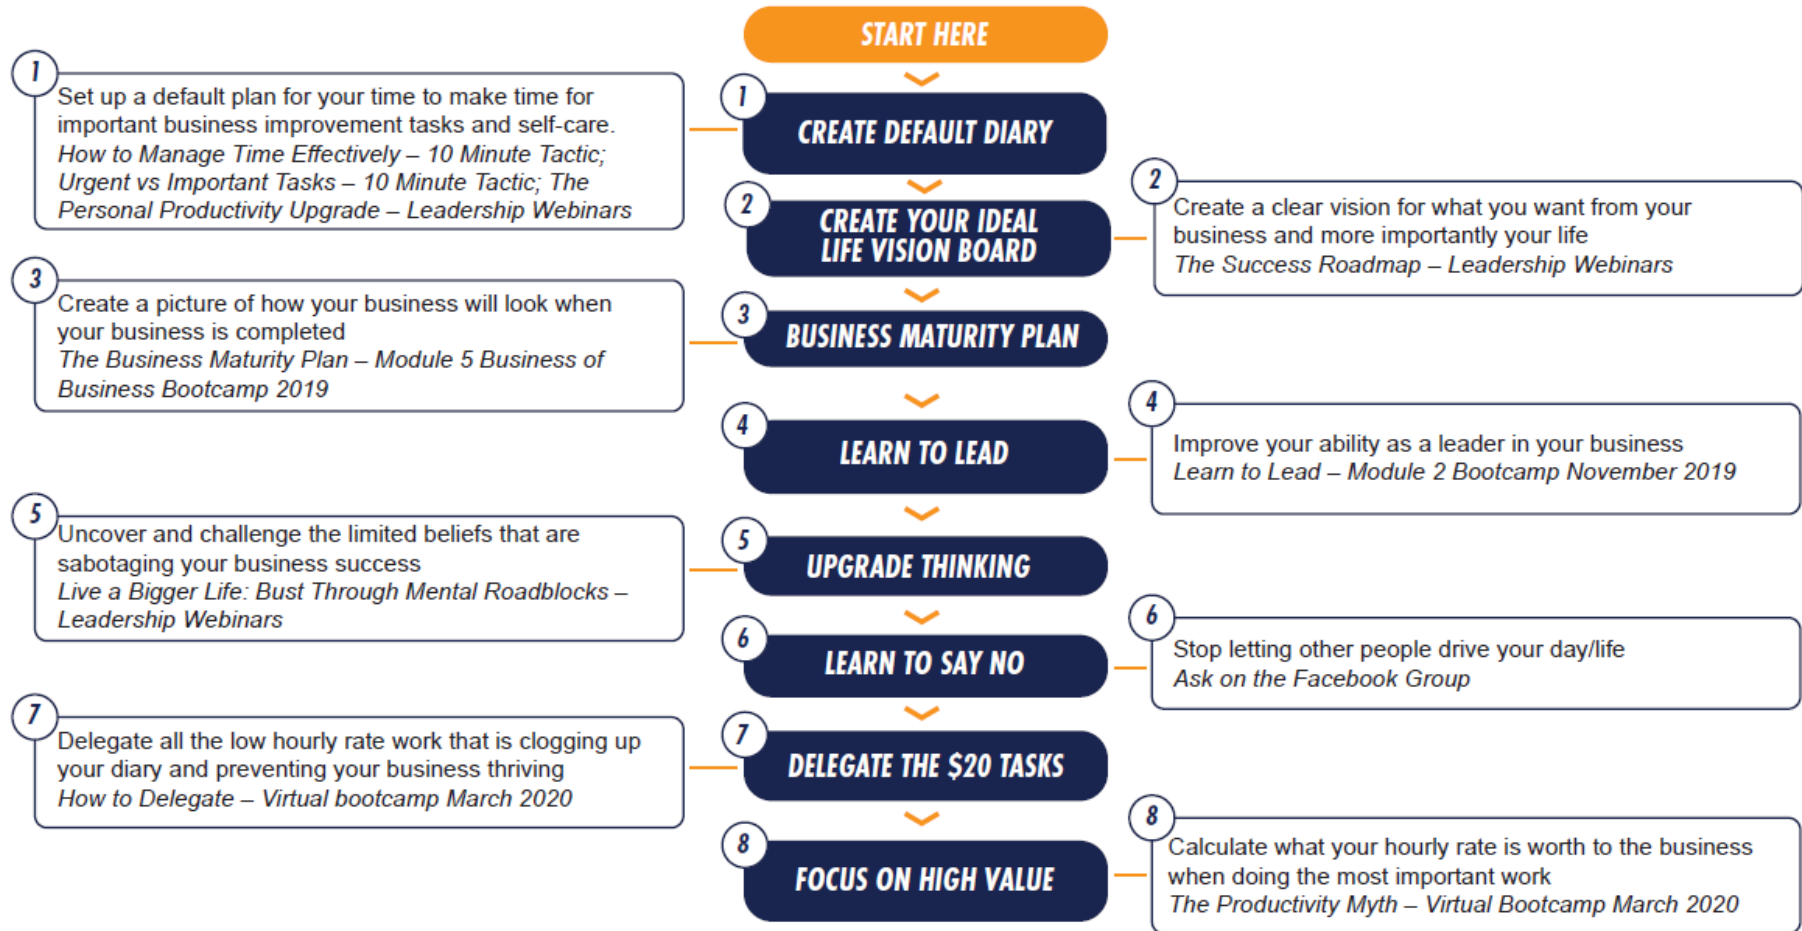 START HERE
1
Set up a default plan for your time to make time for
important business improvement tasks and self-care.
How to Manage Time Effectively – 10 Minute Tactic;
Urgent vs Important Tasks – 10 Minute Tactic; The
Personal Productivity Upgrade – Leadership Webinars
1
CREATE DEFAULT DIARY
2
CREATE YOUR IDEAL
LIFE VISION BOARD
2
Create a clear vision for what you want from your
business and more importantly your life
The Success Roadmap – Leadership Webinars
3
Create a picture of how your business will look when
your business is completed
The Business Maturity Plan – Module 5 Business of
Business Bootcamp 2019
3
BUSINESS MATURITY PLAN
4
LEARN TO LEAD
4
Improve your ability as a leader in your business
Learn to Lead – Module 2 Bootcamp November 2019
5
Uncover and challenge the limited beliefs that are
sabotaging your business success
Live a Bigger Life: Bust Through Mental Roadblocks –
Leadership Webinars
5
UPGRADE THINKING
6
LEARN TO SAY NO
6
Stop letting other people drive your day/life
Ask on the Facebook Group
7
Delegate all the low hourly rate work that is clogging up
your diary and preventing your business thriving
How to Delegate – Virtual bootcamp March 2020
7
DELEGATE THE $20 TASKS
8
FOCUS ON HIGH VALUE
8
Calculate what your hourly rate is worth to the business
when doing the most important work
The Productivity Myth – Virtual Bootcamp March 2020